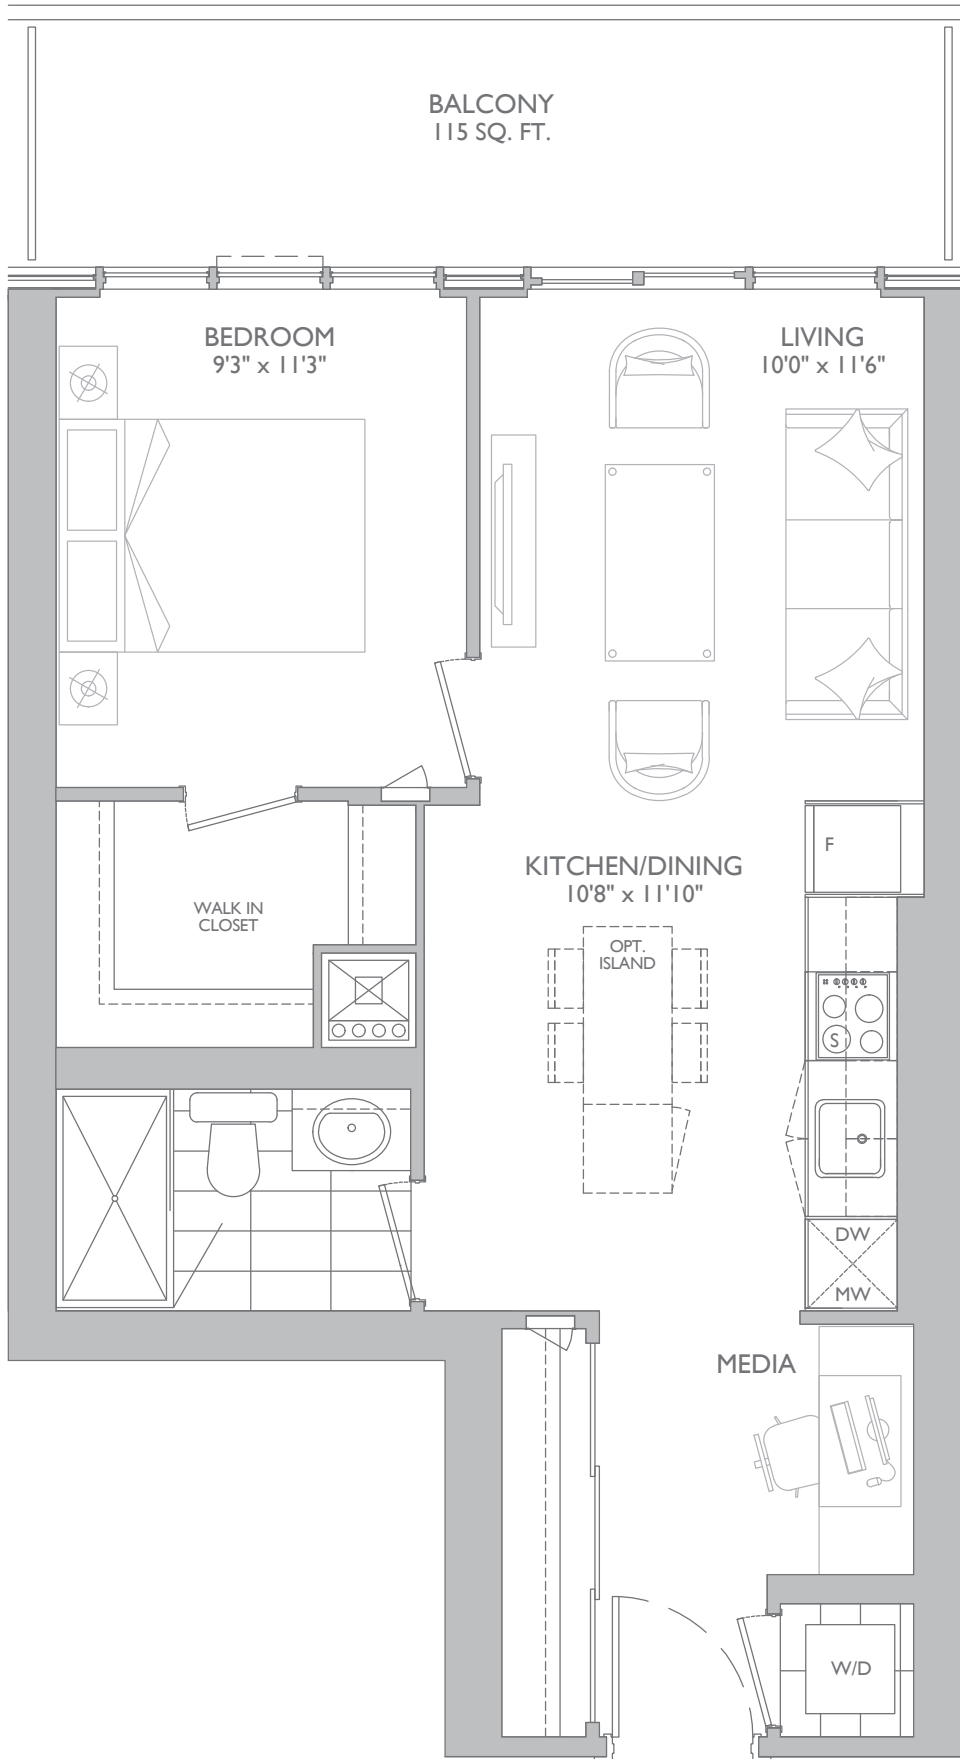 BALCONY
115 SQ. FT.
BEDROOM
9'3" x 11'3"
LIVING
10'0" x 11'6"
F
KITCHEN/DINING
10'8" x 11'10"
WALK IN
CLOSET
OPT.
ISLAND
S
DW
MW
MEDIA
W/D